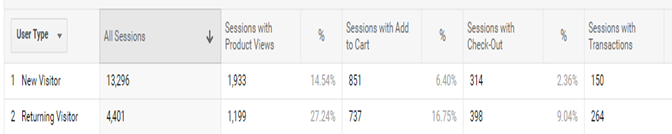 User Type All Sessions Sessions with Product Views % Sessions with Add to Cart % Sessions with Check-Out % Sessions with Transactions
1 New Visitor 13,296 1,933 14.54% 851 6.40% 314 2.36% 150
2 Returning Visitor 4,401 1,199 27.24% 737 16.75% 398 9.04% 264